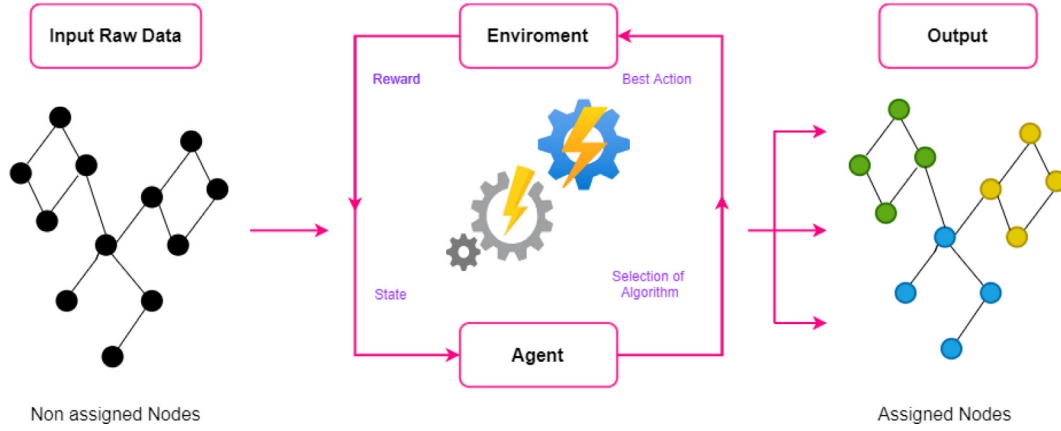 Input Raw Data
Enviroment
Output
Reward
Best Action
State
Selection of
Algorithm
Agent
Non assigned Nodes
Assigned Nodes